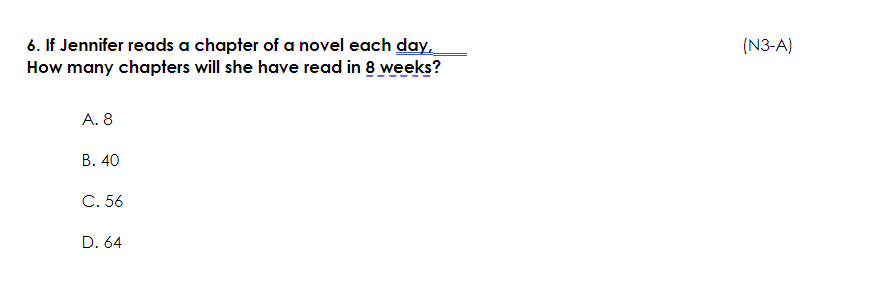 6. If Jennifer reads a chapter of a novel each day, (N3-A)
How many chapters will she have read in 8 weeks?
A. 8
B. 40
C. 56
D. 64